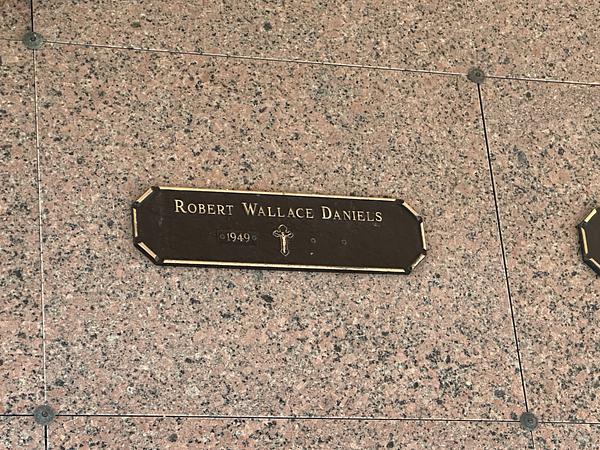 ROBERT WALLACE DANIELS
1949